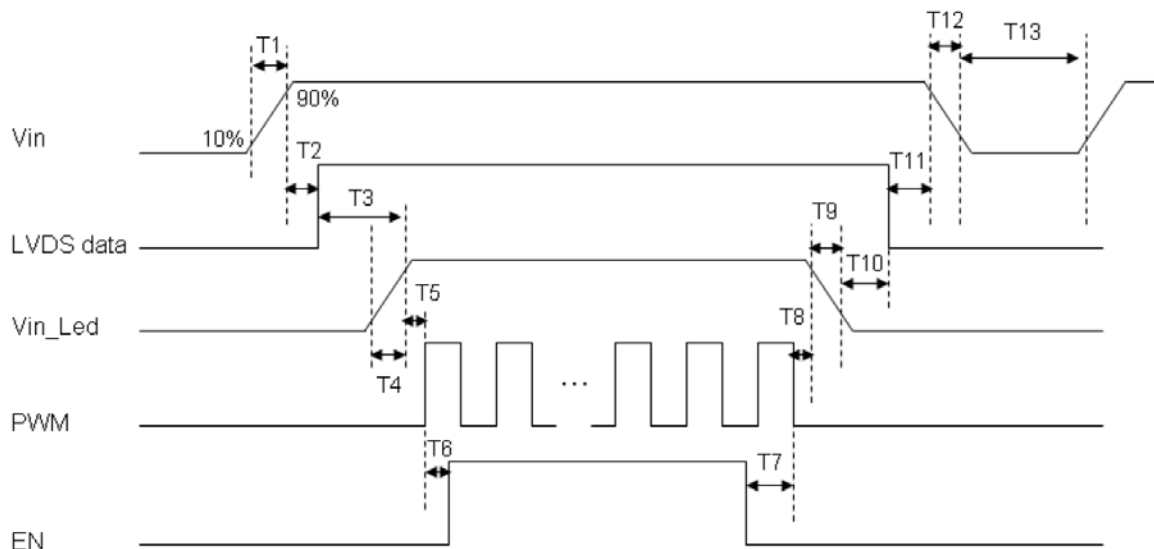 T12
T13
T1
90%
10%
Vin
T2
T11
T3
T9
LVDS data
T10
T5
Vin_Led
T8
T4
...
PWM
T6
T7
EN